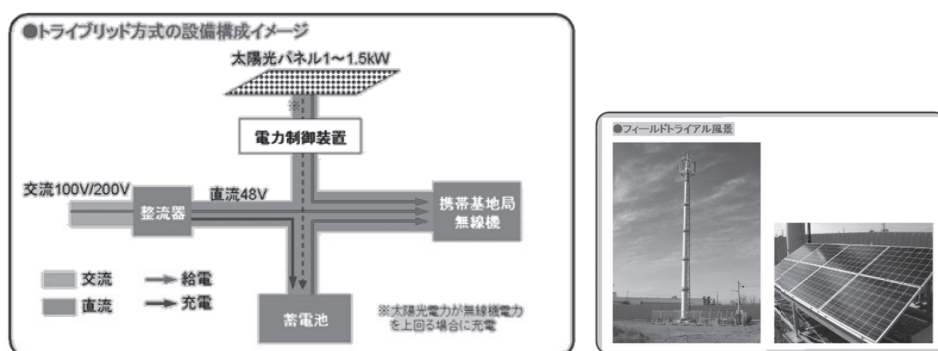 ●トライブリッド方式の設備構成イメージ
太陽光パネル1〜1.5kW
※
電力制御装置
交流100V/200V
整流器
直流48V
携帯基地局
無線機
交流
給電
直流
充電
蓄電池
※太陽光電力が無線機電力
を上回る場合に充電
●フィールドトライアル風景